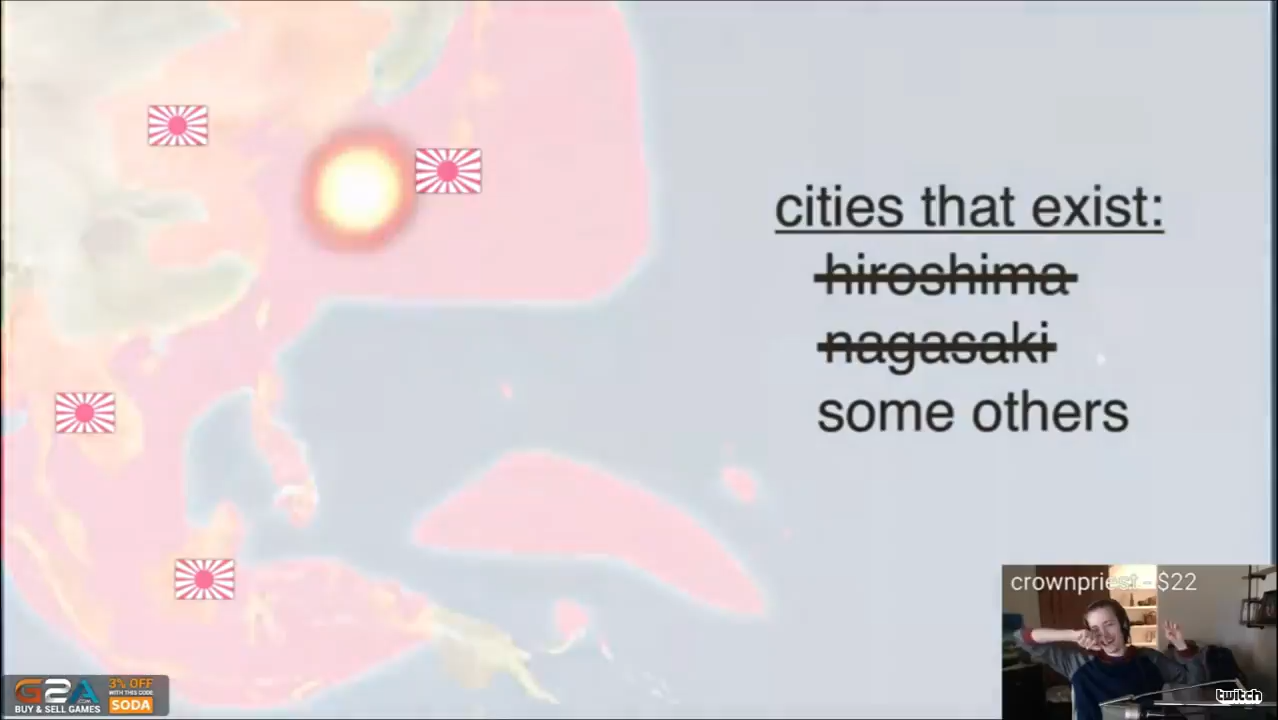 cities that exist:
hiroshima
nagasaki
some others
crownpriest - $22
G2A
3% OFF
WITH THIS CODE
BUY & SELL GAMES
SODA
twitch